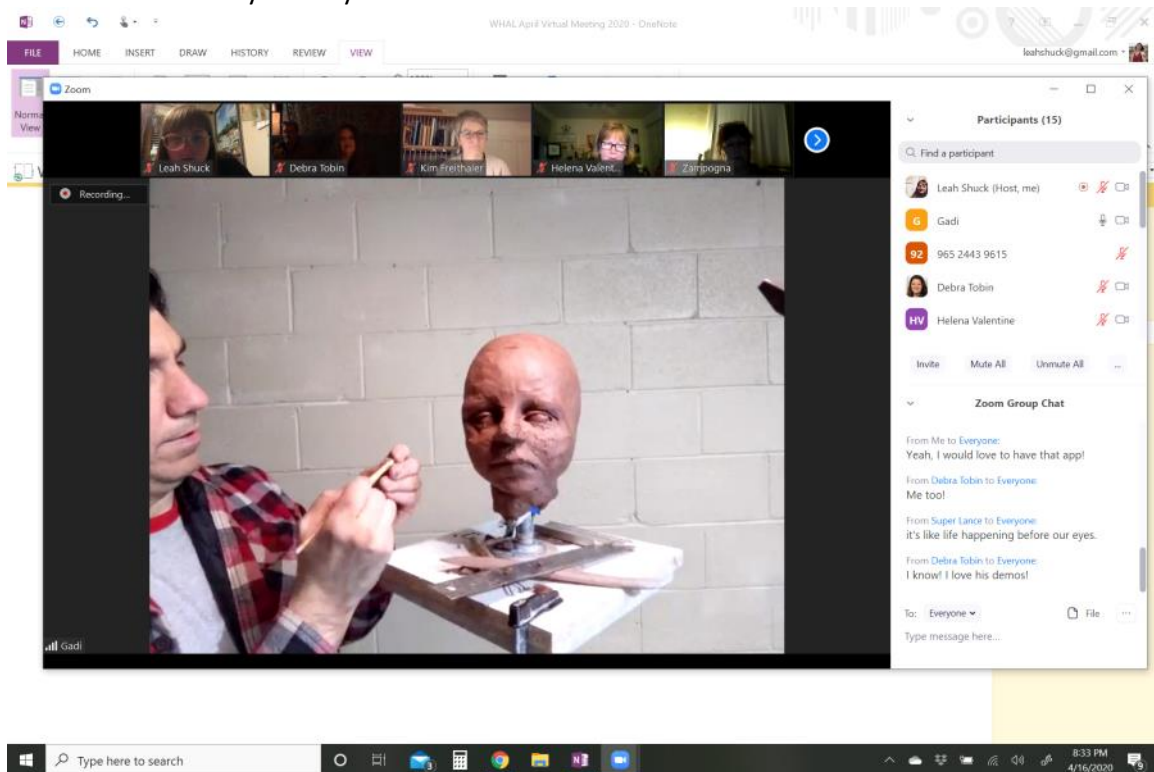 WHAL April Virtual Meeting 2020 - OneNote
FILE HOME INSERT DRAW HISTORY REVIEW VIEW
leahshuck@gmail.com
Normal
View
Zoom
Leah Shuck
Debra Tobin
Kim Freithaler
Helena Valent...
Zampogna
Recording...
Gadi
Participants (15)
Find a participant
Leah Shuck (Host, me)
G Gadi
92 965 2443 9615
Debra Tobin
HV Helena Valentine
Invite Mute All Unmute All ...
Zoom Group Chat
From Me to Everyone:
Yeah, I would love to have that app!
From Debra Tobin to Everyone:
Me too!
From Super Lance to Everyone:
it's like life happening before our eyes.
From Debra Tobin to Everyone:
I know! I love his demos!
To: Everyone File ...
Type message here...
Type here to search
8:33 PM
4/16/2020